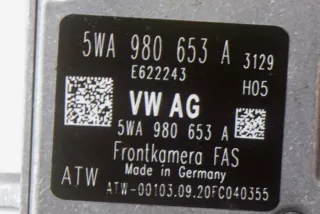 5WA 980 653 A 3129
E622243 H05
VW AG
5WA 980 653 A
Frontkamera FAS
Made in Germany
ATW
ATW-00103.09.20FC040355